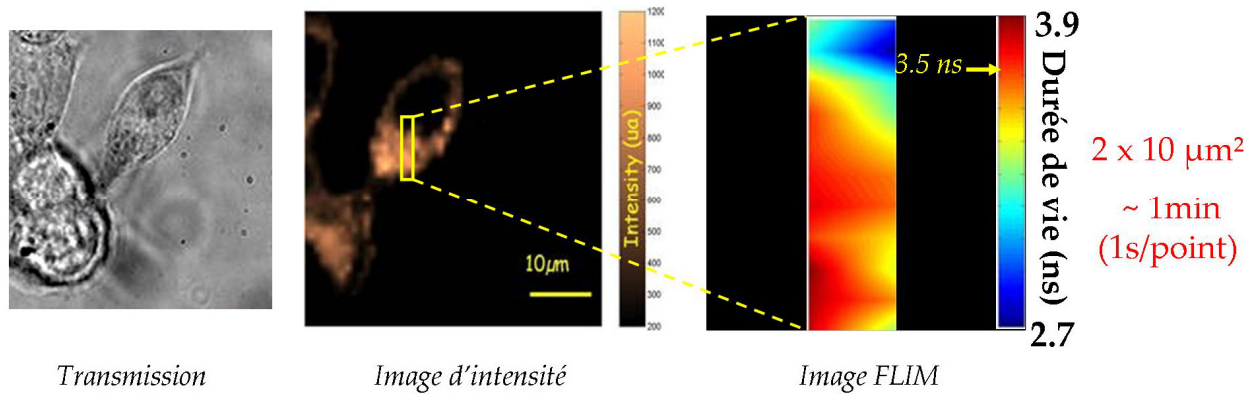 1200
1100
1000
900
800
700
600
500
400
300
200
Intensity (ua)
10μm
3.9
3.5 ns
Durée de vie (ns)
2.7
2 x 10 μm²
~ 1min
(1s/point)
Transmission
Image d'intensité
Image FLIM